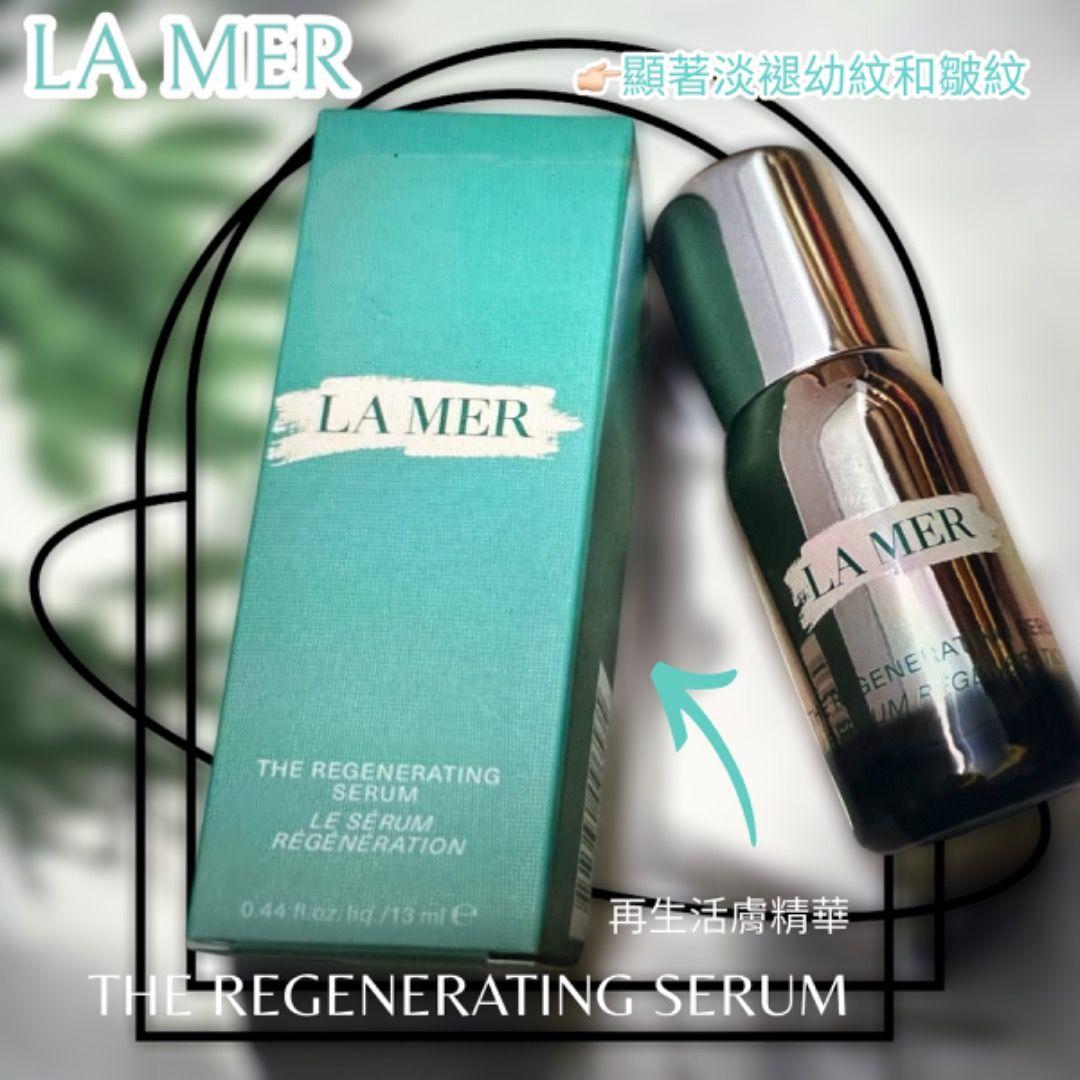 LA MER
👉🏻顯著淡褪幼紋和皺紋
LA MER
THE REGENERATING
SERUM
LE SÉRUM
RÉGÉNÉRATION
0.44 fl.oz.liq./13 ml ℮
LA MER
再生活膚精華
THE REGENERATING SERUM